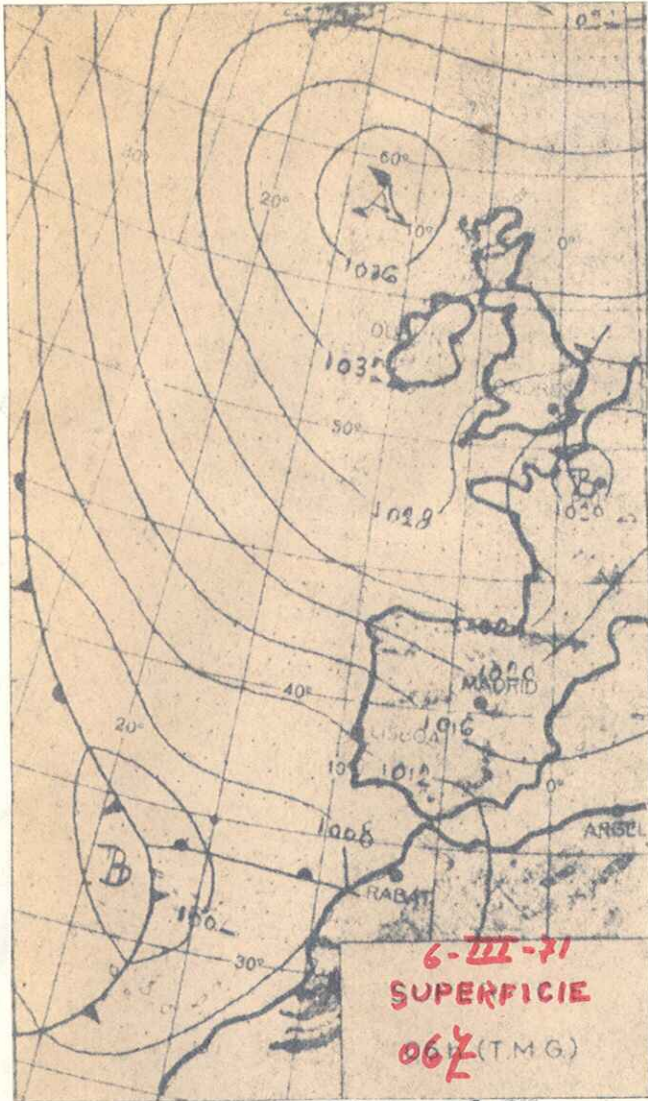 60°
A
20°
10°
0°
1036
1032
50°
1028
B
1020
MADRID
40°
1016
LISBOA
20°
10°
1012
0°
1008
ARGEL
B
RABAT
30°
6-III-71
SUPERFICIE
06Z (T.M.G.)